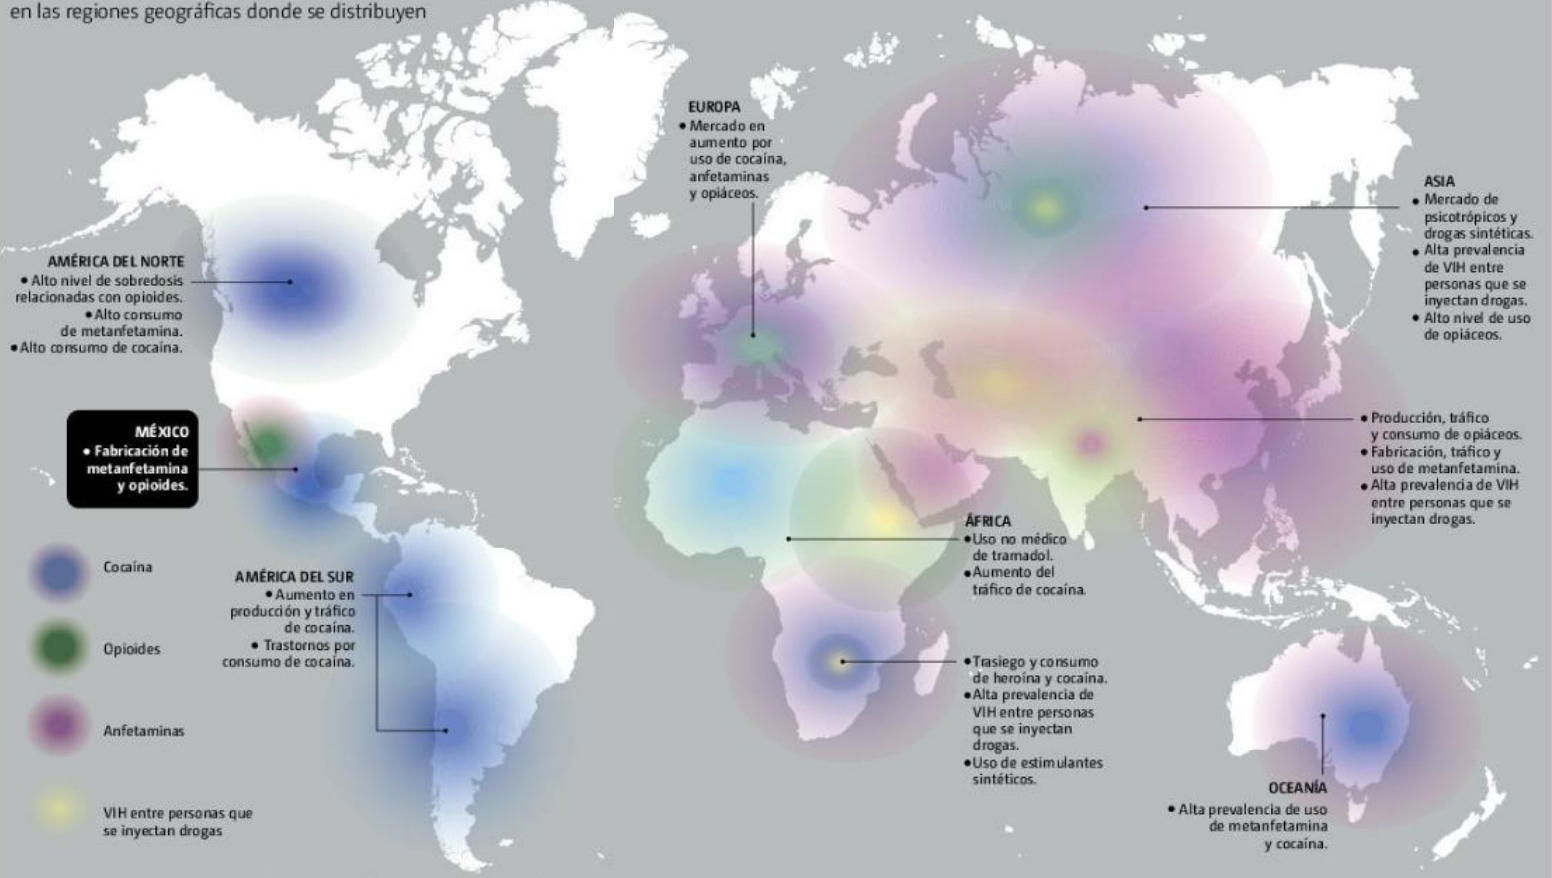 en las regiones geográficas donde se distribuyen
EUROPA
• Mercado en
aumento por
uso de cocaína,
anfetaminas
y opiáceos.
ASIA
• Mercado de
psicotrópicos y
drogas sintéticas.
• Alta prevalencia
de VIH entre
personas que se
inyectan drogas.
• Alto nivel de uso
de opiáceos.
AMÉRICA DEL NORTE
• Alto nivel de sobredosis
relacionadas con opioides.
• Alto consumo
de metanfetamina.
• Alto consumo de cocaína.
MÉXICO
• Fabricación de
metanfetamina
y opioides.
• Producción, tráfico
y consumo de opiáceos.
• Fabricación, tráfico y
uso de metanfetamina.
• Alta prevalencia de VIH
entre personas que se
inyectan drogas.
ÁFRICA
• Uso no médico
de tramadol.
• Aumento del
tráfico de cocaína.
AMÉRICA DEL SUR
• Aumento en
producción y tráfico
de cocaína.
• Trastornos por
consumo de cocaína.
• Trasiego y consumo
de heroína y cocaína.
• Alta prevalencia de
VIH entre personas
que se inyectan
drogas.
• Uso de estimulantes
sintéticos.
OCEANÍA
• Alta prevalencia de uso
de metanfetamina
y cocaína.
Cocaína
Opioides
Anfetaminas
VIH entre personas que
se inyectan drogas